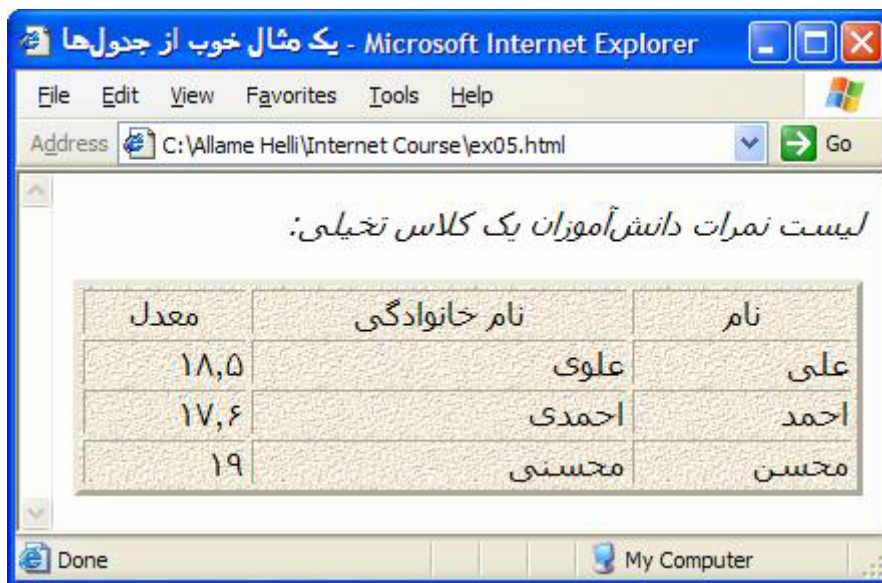 یک مثال خوب از جدول‌ها - Microsoft Internet Explorer
File Edit View Favorites Tools Help
Address C:\Allame Helli\Internet Course\ex05.html Go
لیست نمرات دانش‌آموزان یک کلاس تخیلی:
نام نام خانوادگی معدل
علی علوی ۱۸,۵
احمد احمدی ۱۷,۶
محسن محسنی ۱۹
Done My Computer